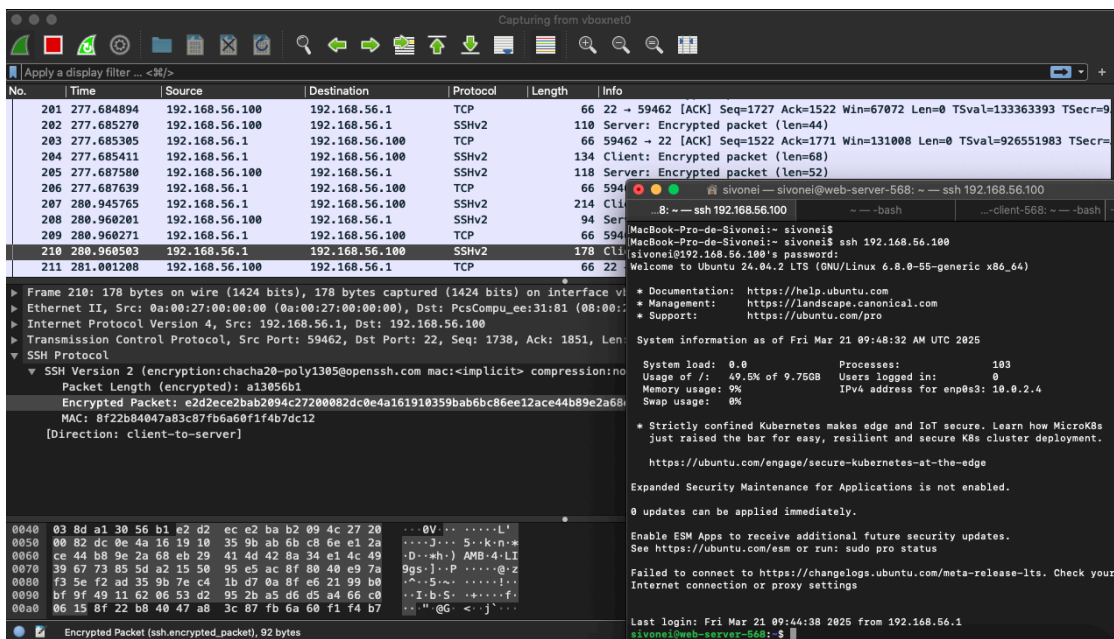 Capturing from vboxnet0
Apply a display filter ... <⌘/>
No. Time Source Destination Protocol Length Info
201 277.684894 192.168.56.100 192.168.56.1 TCP 66 22 → 59462 [ACK] Seq=1727 Ack=1522 Win=67072 Len=0 TSval=133363393 TSecr=9
202 277.685270 192.168.56.100 192.168.56.1 SSHv2 110 Server: Encrypted packet (len=44)
203 277.685305 192.168.56.1 192.168.56.100 TCP 66 59462 → 22 [ACK] Seq=1522 Ack=1771 Win=131008 Len=0 TSval=926551983 TSecr=
204 277.685411 192.168.56.1 192.168.56.100 SSHv2 134 Client: Encrypted packet (len=68)
205 277.687580 192.168.56.100 192.168.56.1 SSHv2 118 Server: Encrypted packet (len=52)
206 277.687639 192.168.56.1 192.168.56.100 TCP 66 594
207 280.945765 192.168.56.1 192.168.56.100 SSHv2 214 Cli
208 280.960201 192.168.56.100 192.168.56.1 SSHv2 94 Ser
209 280.960271 192.168.56.1 192.168.56.100 TCP 66 594
210 280.960503 192.168.56.1 192.168.56.100 SSHv2 178 Cli
211 281.001208 192.168.56.100 192.168.56.1 TCP 66 22
Frame 210: 178 bytes on wire (1424 bits), 178 bytes captured (1424 bits) on interface vb
Ethernet II, Src: 0a:00:27:00:00:00 (0a:00:27:00:00:00), Dst: PcsCompu_ee:31:81 (08:00:2
Internet Protocol Version 4, Src: 192.168.56.1, Dst: 192.168.56.100
Transmission Control Protocol, Src Port: 59462, Dst Port: 22, Seq: 1738, Ack: 1851, Len:
SSH Protocol
SSH Version 2 (encryption:chacha20-poly1305@openssh.com mac:<implicit> compression:no
Packet Length (encrypted): a13056b1
Encrypted Packet: e2d2ece2bab2094c27200082dc0e4a161910359bab6bc86ee12ace44b89e2a68
MAC: 8f22b84047a83c87fb6a60f1f4b7dc12
[Direction: client-to-server]
0040 03 8d a1 30 56 b1 e2 d2 ec e2 ba b2 09 4c 27 20 ···0V··· ·····L'
0050 00 82 dc 0e 4a 16 19 10 35 9b ab 6b c8 6e e1 2a ····J··· 5··k·n·*
0060 ce 44 b8 9e 2a 68 eb 29 41 4d 42 8a 34 e1 4c 49 ·D··*h·) AMB·4·LI
0070 39 67 73 85 5d a2 15 50 95 e5 ac 8f 80 40 e9 7a 9gs·]··P ·····@·z
0080 f3 5e f2 ad 35 9b 7e c4 1b d7 0a 8f e6 21 99 b0 ·^··5·~· ·····!··
0090 bf 9f 49 11 62 06 53 d2 95 2b a5 d6 d5 a4 66 c0 ··I·b·S· ·+····f·
00a0 06 15 8f 22 b8 40 47 a8 3c 87 fb 6a 60 f1 f4 b7 ···"·@G· <··j`···
Encrypted Packet (ssh.encrypted_packet), 92 bytes
sivonei — sivonei@web-server-568: ~ — ssh 192.168.56.100
...8: ~ — ssh 192.168.56.100 ~ — -bash ...-client-568: ~ — -bash
[MacBook-Pro-de-Sivonei:~ sivonei$
[MacBook-Pro-de-Sivonei:~ sivonei$ ssh 192.168.56.100
[sivonei@192.168.56.100's password:
Welcome to Ubuntu 24.04.2 LTS (GNU/Linux 6.8.0-55-generic x86_64)
* Documentation: https://help.ubuntu.com
* Management: https://landscape.canonical.com
* Support: https://ubuntu.com/pro
System information as of Fri Mar 21 09:48:32 AM UTC 2025
System load: 0.0 Processes: 103
Usage of /: 49.5% of 9.75GB Users logged in: 0
Memory usage: 9% IPv4 address for enp0s3: 10.0.2.4
Swap usage: 0%
* Strictly confined Kubernetes makes edge and IoT secure. Learn how MicroK8s
just raised the bar for easy, resilient and secure K8s cluster deployment.
https://ubuntu.com/engage/secure-kubernetes-at-the-edge
Expanded Security Maintenance for Applications is not enabled.
0 updates can be applied immediately.
Enable ESM Apps to receive additional future security updates.
See https://ubuntu.com/esm or run: sudo pro status
Failed to connect to https://changelogs.ubuntu.com/meta-release-lts. Check your
Internet connection or proxy settings
Last login: Fri Mar 21 09:44:38 2025 from 192.168.56.1
sivonei@web-server-568:~$